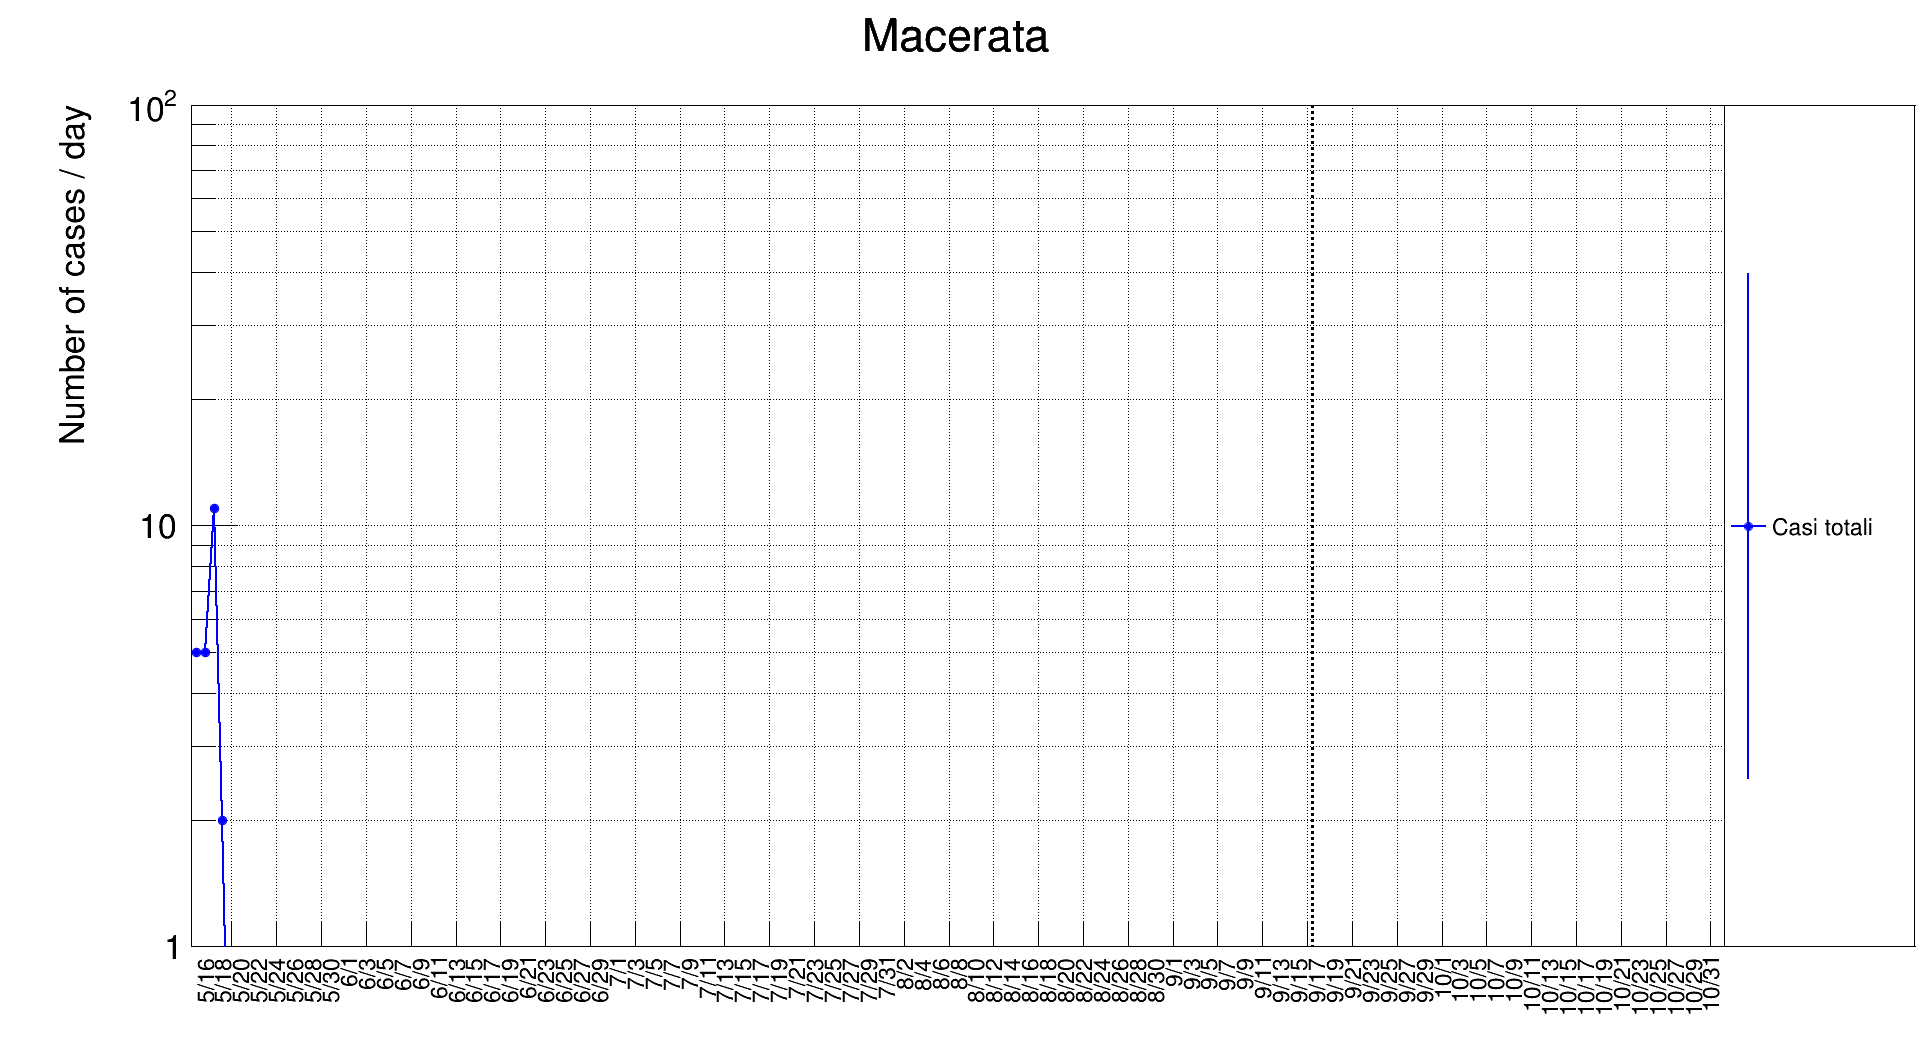 Macerata
Number of cases / day
10²
10
1
Casi totali
5/16 5/18 5/20 5/22 5/24 5/26 5/28 5/30 6/1 6/3 6/5 6/7 6/9 6/11 6/13 6/15 6/17 6/19 6/21 6/23 6/25 6/27 6/29 7/1 7/3 7/5 7/7 7/9 7/11 7/13 7/15 7/17 7/19 7/21 7/23 7/25 7/27 7/29 7/31 8/2 8/4 8/6 8/8 8/10 8/12 8/14 8/16 8/18 8/20 8/22 8/24 8/26 8/28 8/30 9/1 9/3 9/5 9/7 9/9 9/11 9/13 9/15 9/17 9/19 9/21 9/23 9/25 9/27 9/29 10/1 10/3 10/5 10/7 10/9 10/11 10/13 10/15 10/17 10/19 10/21 10/23 10/25 10/27 10/29 10/31